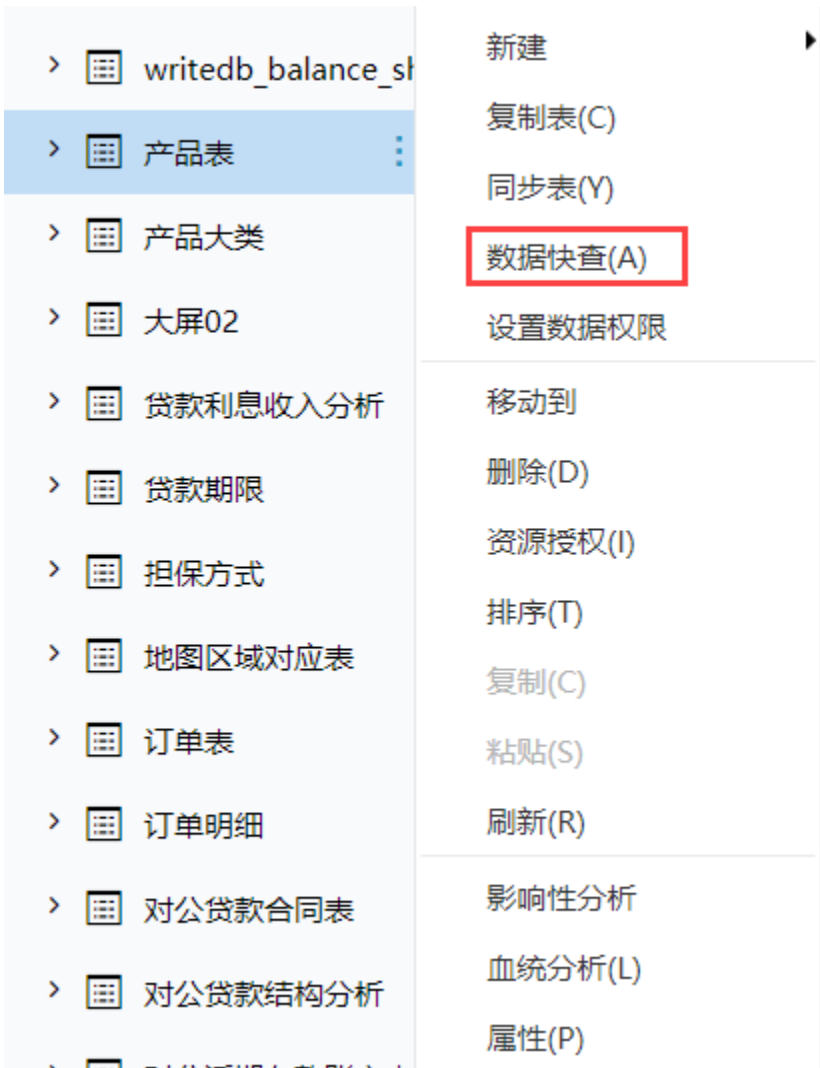 writedb_balance_sh
产品表
产品大类
大屏02
贷款利息收入分析
贷款期限
担保方式
地图区域对应表
订单表
订单明细
对公贷款合同表
对公贷款结构分析
新建
复制表(C)
同步表(Y)
数据快查(A)
设置数据权限
移动到
删除(D)
资源授权(I)
排序(T)
复制(C)
粘贴(S)
刷新(R)
影响性分析
血统分析(L)
属性(P)